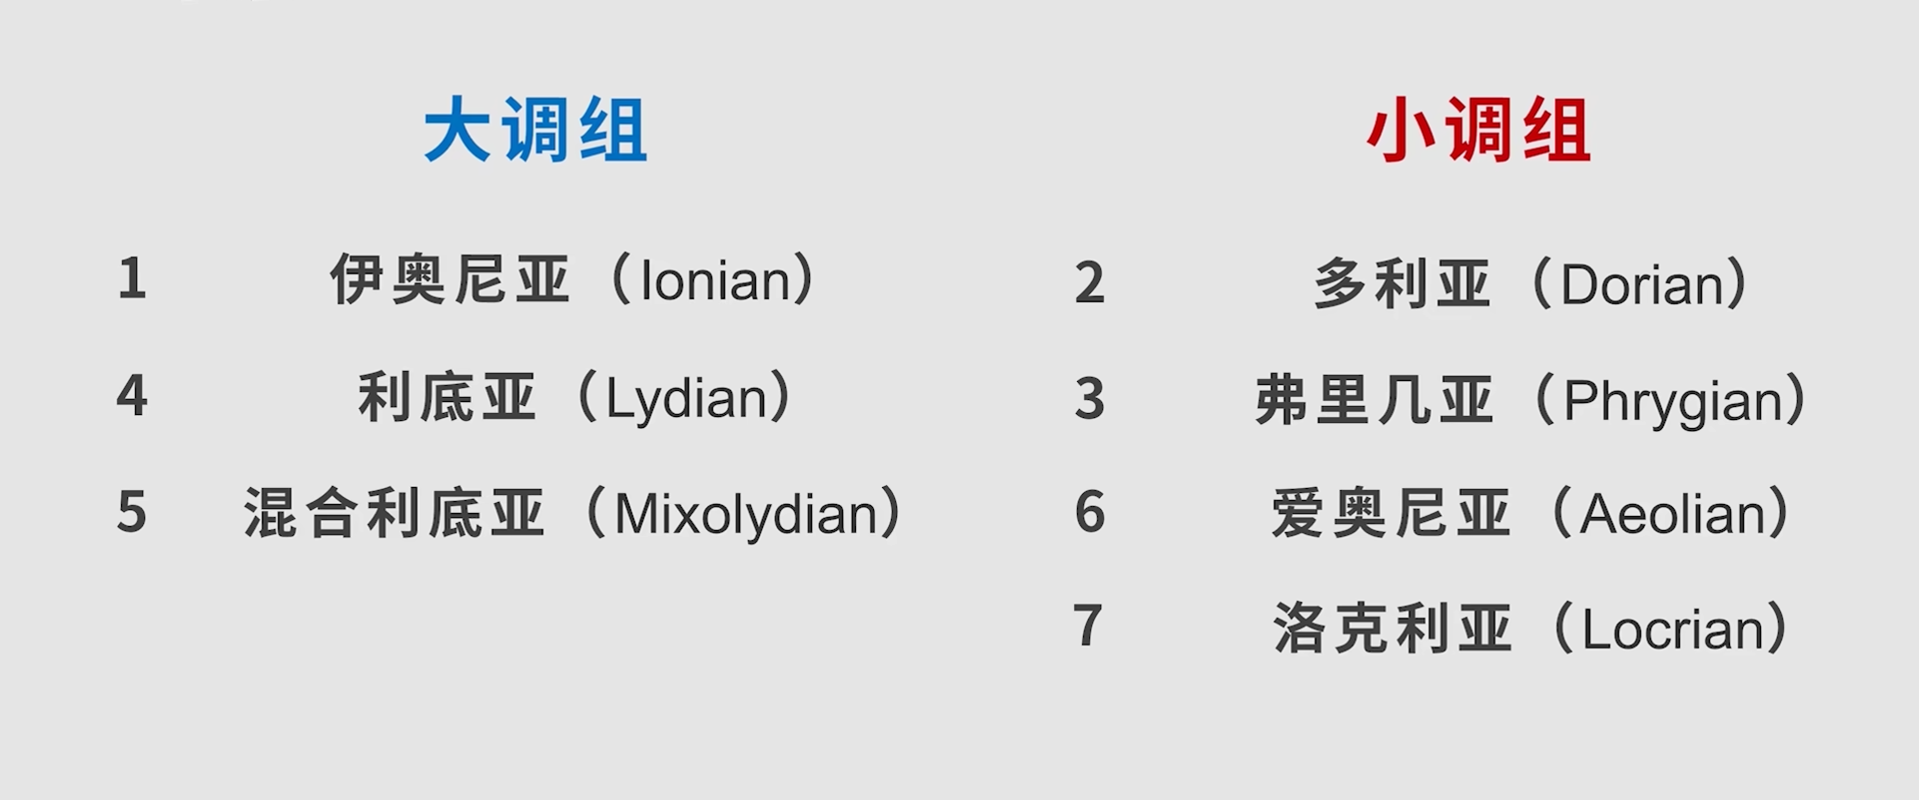 大调组
1 伊奥尼亚（Ionian）
4 利底亚（Lydian）
5 混合利底亚（Mixolydian）
小调组
2 多利亚（Dorian）
3 弗里几亚（Phrygian）
6 爱奥尼亚（Aeolian）
7 洛克利亚（Locrian）